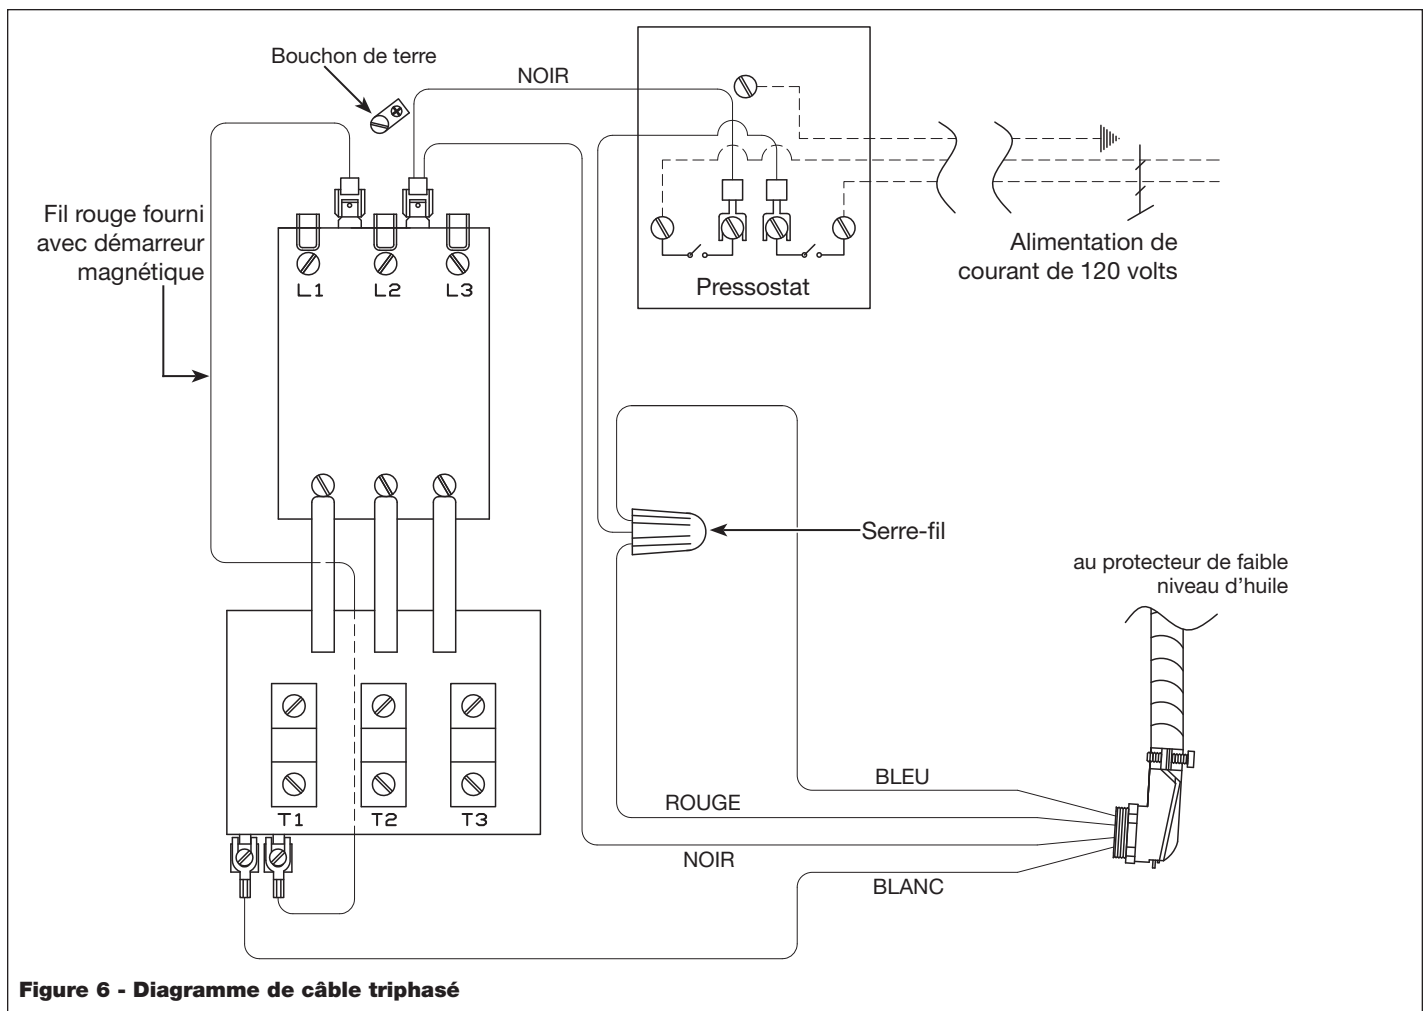 Bouchon de terre
NOIR
Fil rouge fourni
avec démarreur
magnétique
L1
L2
L3
Pressostat
Alimentation de
courant de 120 volts
Serre-fil
au protecteur de faible
niveau d’huile
T1
T2
T3
BLEU
ROUGE
NOIR
BLANC
Figure 6 - Diagramme de câble triphasé